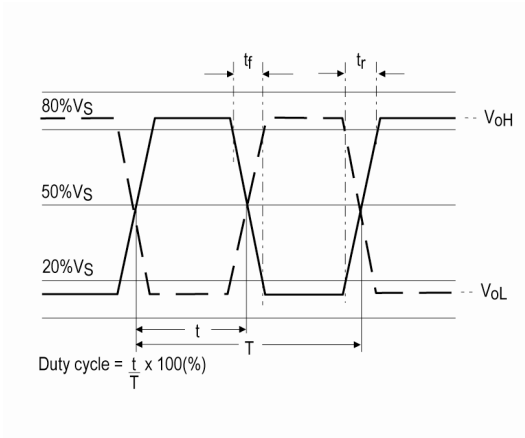 tf
tr
80%VS
VoH
50%VS
20%VS
VoL
t
T
Duty cycle = t/T x 100(%)